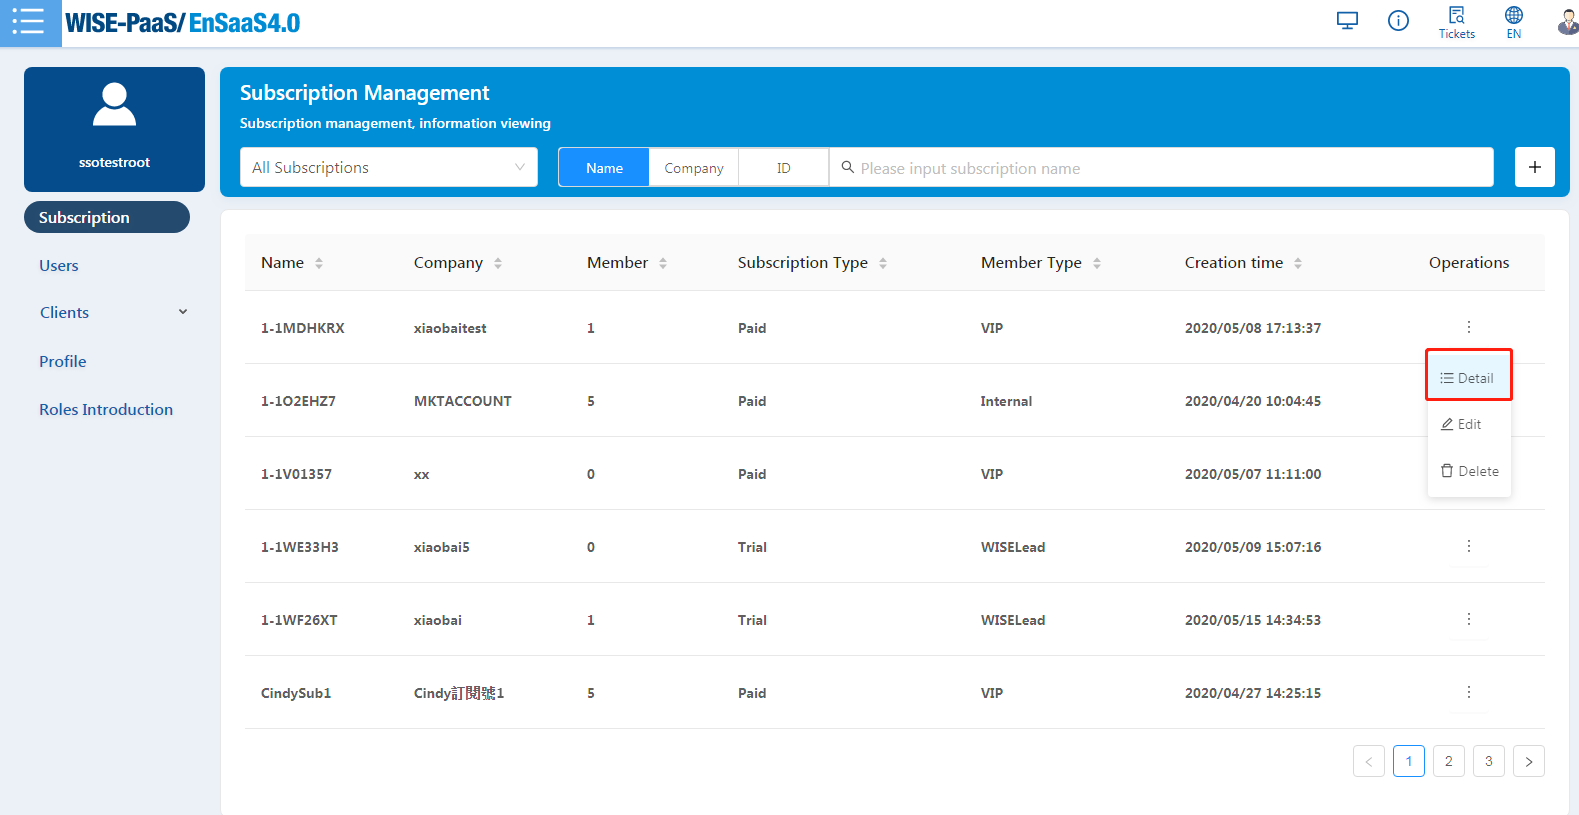 WISE-PaaS/ EnSaaS4.0
Tickets
EN
ssotestroot
Subscription
Users
Clients
Profile
Roles Introduction
Subscription Management
Subscription management, information viewing
All Subscriptions
Name Company ID Please input subscription name +
Name Company Member Subscription Type Member Type Creation time Operations
1-1MDHKRX xiaobaitest 1 Paid VIP 2020/05/08 17:13:37
Detail
1-1O2EHZ7 MKTACCOUNT 5 Paid Internal 2020/04/20 10:04:45
Edit
1-1V01357 xx 0 Paid VIP 2020/05/07 11:11:00
Delete
1-1WE33H3 xiaobai5 0 Trial WISELead 2020/05/09 15:07:16
1-1WF26XT xiaobai 1 Trial WISELead 2020/05/15 14:34:53
CindySub1 Cindy訂閱號1 5 Paid VIP 2020/04/27 14:25:15
< 1 2 3 >